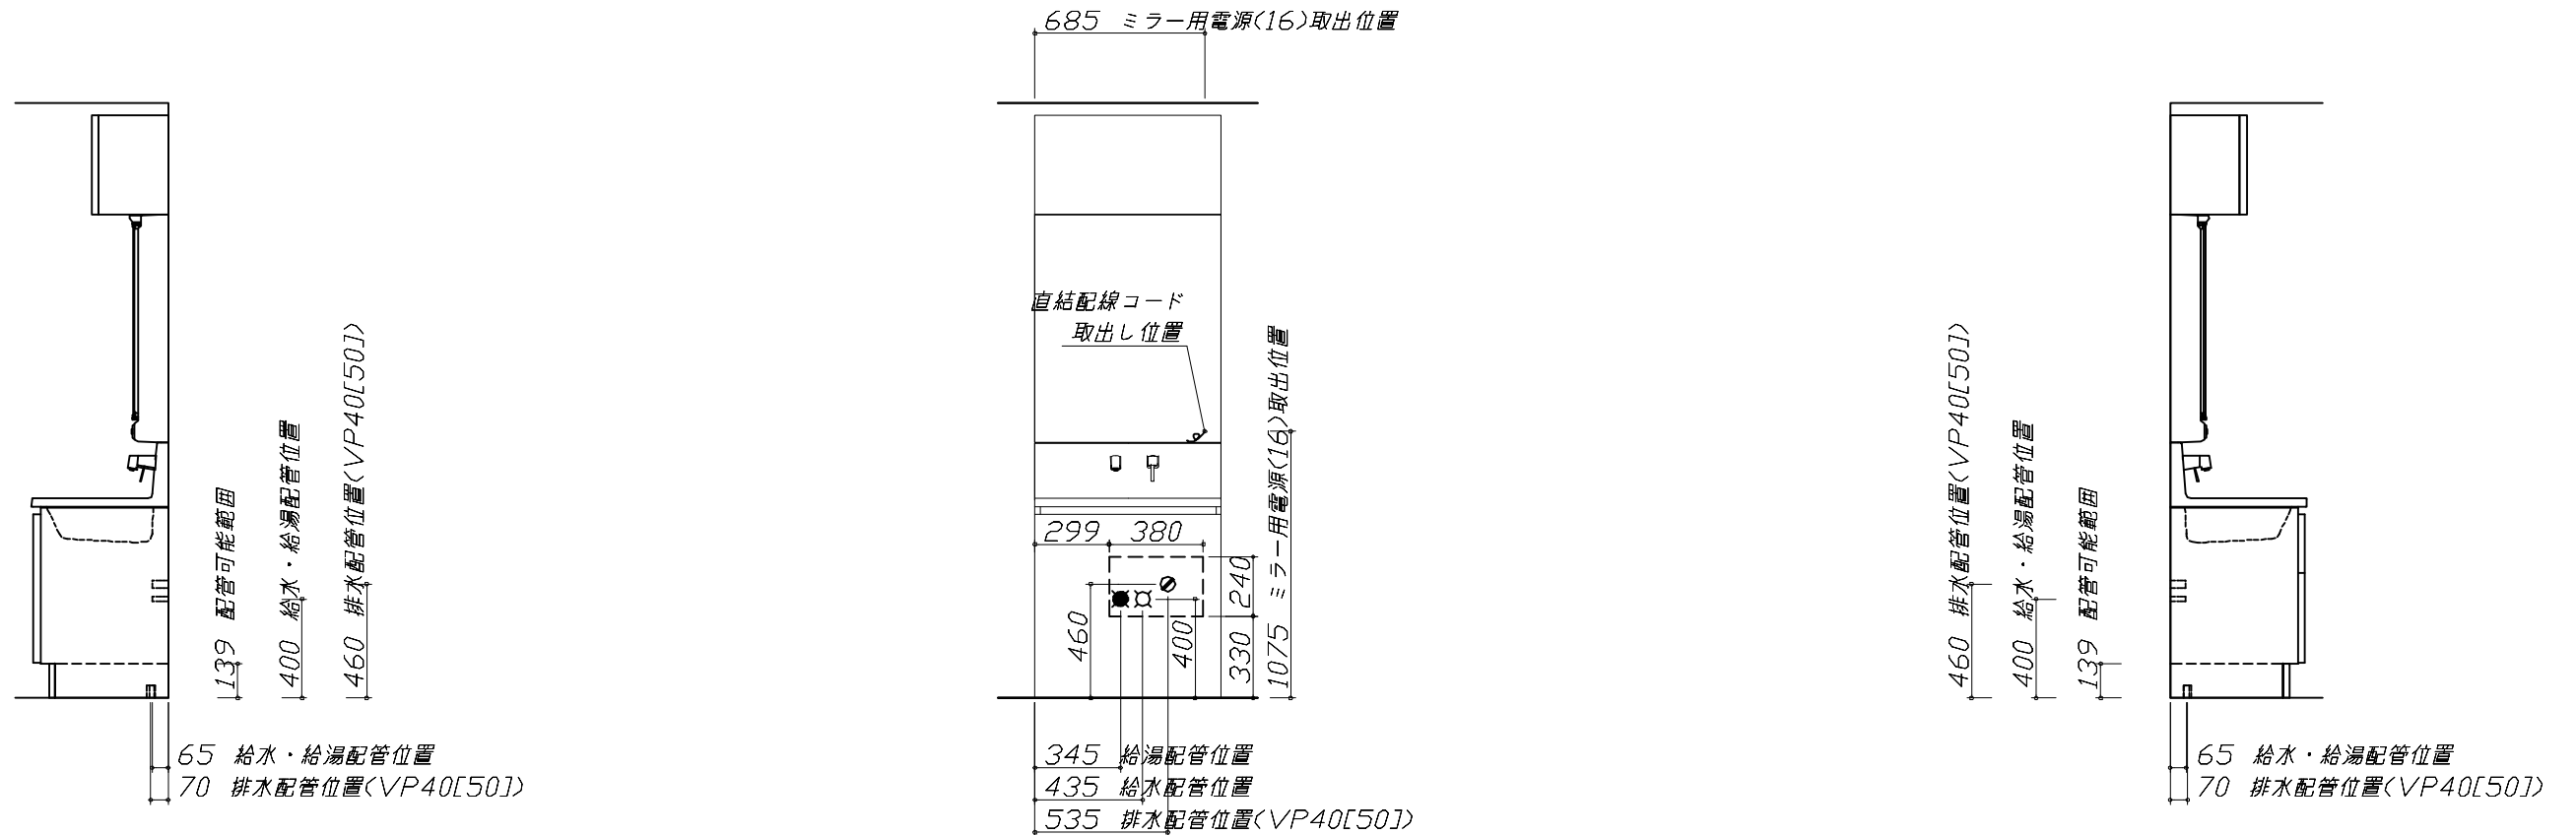 685 ミラー用電源(16)取出位置
直結配線コード
取出し位置
139 配管可能範囲
400 給水・給湯配管位置
460 排水配管位置(VP40[50])
65 給水・給湯配管位置
70 排水配管位置(VP40[50])
299
380
240
330
460
400
1075 ミラー用電源(16)取出位置
345 給湯配管位置
435 給水配管位置
535 排水配管位置(VP40[50])
460 排水配管位置(VP40[50])
400 給水・給湯配管位置
139 配管可能範囲
65 給水・給湯配管位置
70 排水配管位置(VP40[50])